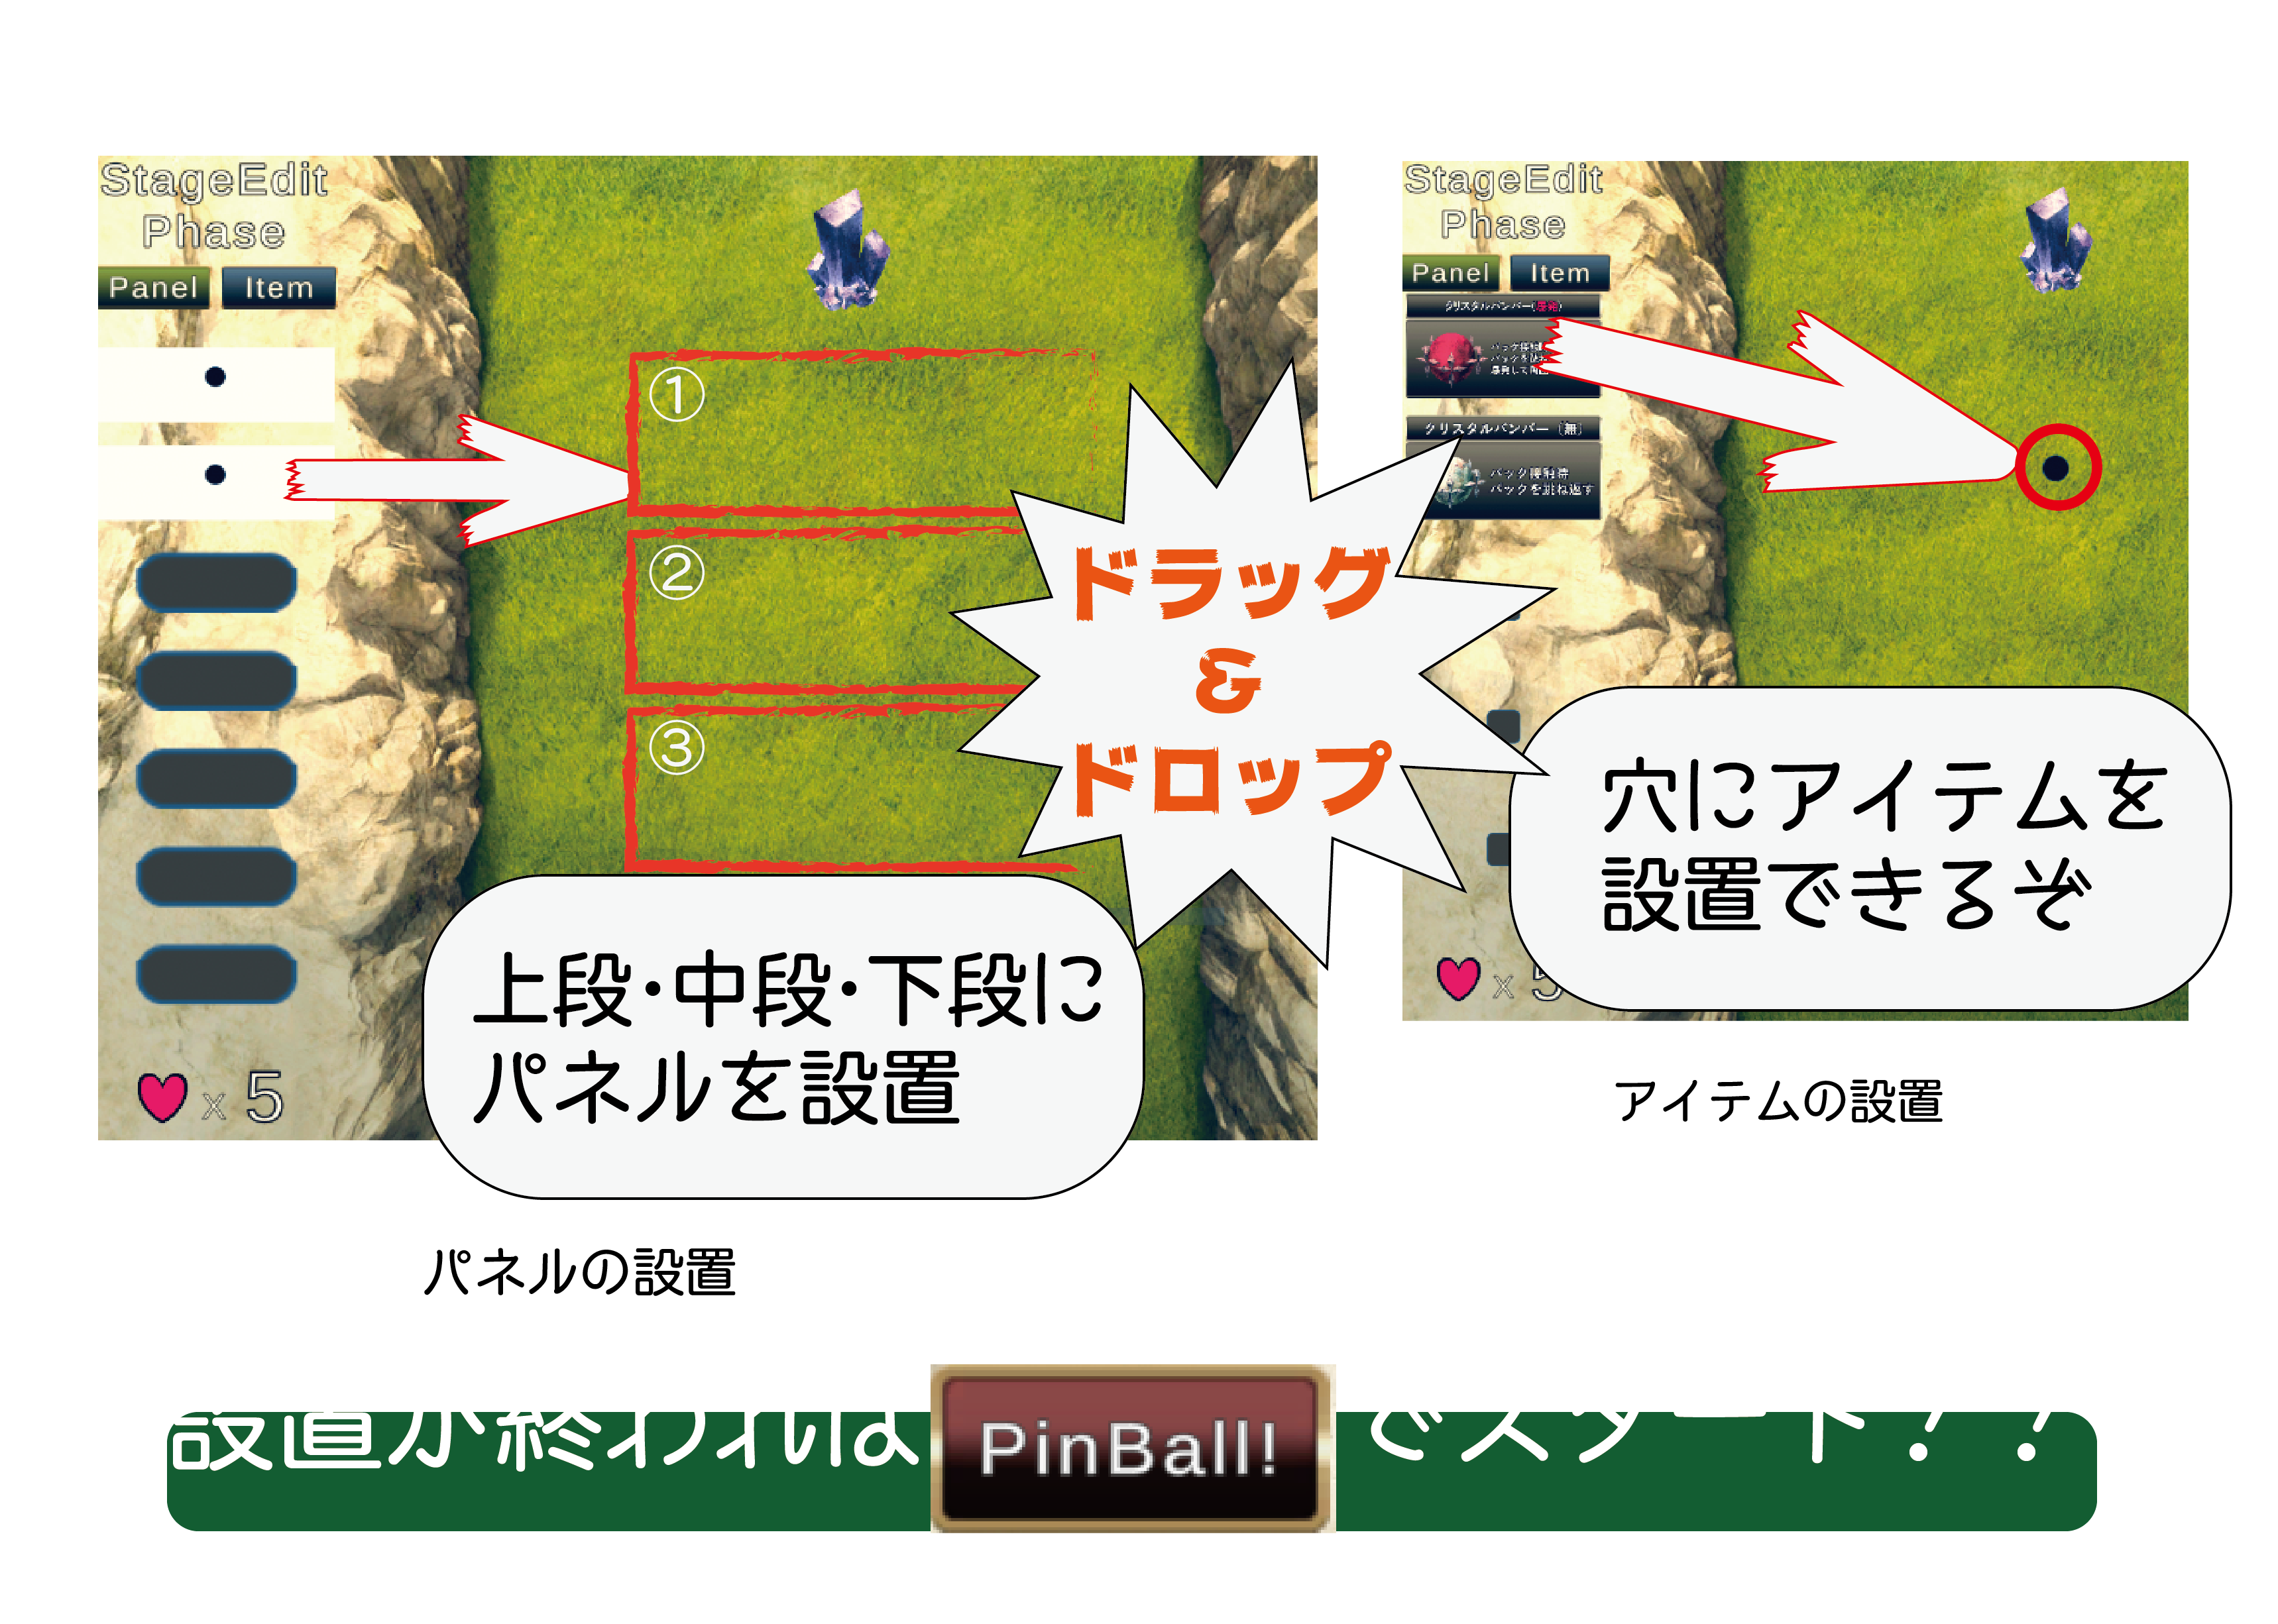 StageEdit
Phase
Panel
Item
①
②
③
x 5
上段・中段・下段に
パネルを設置
パネルの設置
ドラッグ
&
ドロップ
StageEdit
Phase
Panel
Item
クリスタルバンパー
クリスタルバンパー（無）
パック接触時
パックを跳ね返す
x 5
穴にアイテムを
設置できるぞ
アイテムの設置
設置が終われば PinBall! でスタート！！